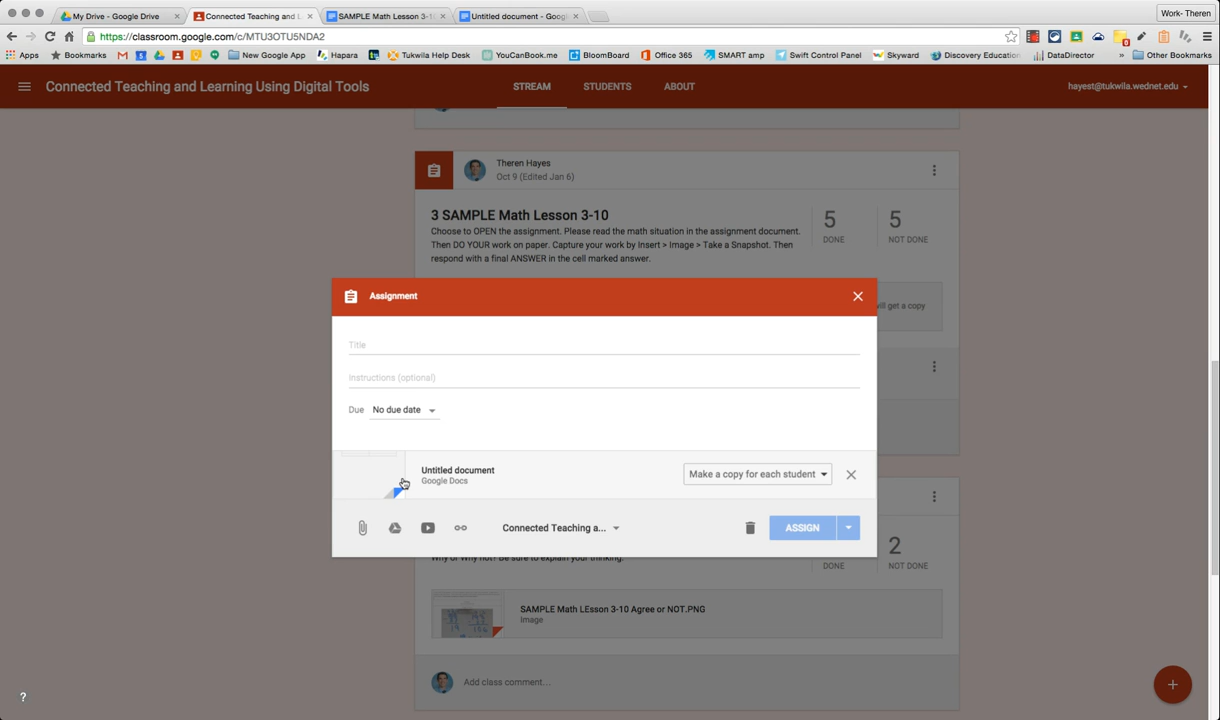 My Drive - Google Drive
Connected Teaching and L
SAMPLE Math Lesson 3-1
Untitled document - Goog
Work- Theren
https://classroom.google.com/c/MTU3OTU5NDA2
Apps
Bookmarks
New Google App
Hapara
Tukwila Help Desk
YouCanBook.me
BloomBoard
Office 365
SMART amp
Swift Control Panel
Skyward
Discovery Education
DataDirector
»
Other Bookmarks
Connected Teaching and Learning Using Digital Tools
STREAM
STUDENTS
ABOUT
hayest@tukwila.wednet.edu
Theren Hayes
Oct 9 (Edited Jan 6)
3 SAMPLE Math Lesson 3-10
Choose to OPEN the assignment. Please read the math situation in the assignment document.
Then DO YOUR work on paper. Capture your work by Insert > Image > Take a Snapshot. Then
respond with a final ANSWER in the cell marked answer.
5
DONE
5
NOT DONE
will get a copy
Assignment
Title
Instructions (optional)
Due
No due date
Untitled document
Google Docs
Make a copy for each student
Connected Teaching a...
ASSIGN
Why or Why not? Be sure to explain your thinking.
DONE
2
NOT DONE
SAMPLE Math LEsson 3-10 Agree or NOT.PNG
Image
Add class comment...
?
+